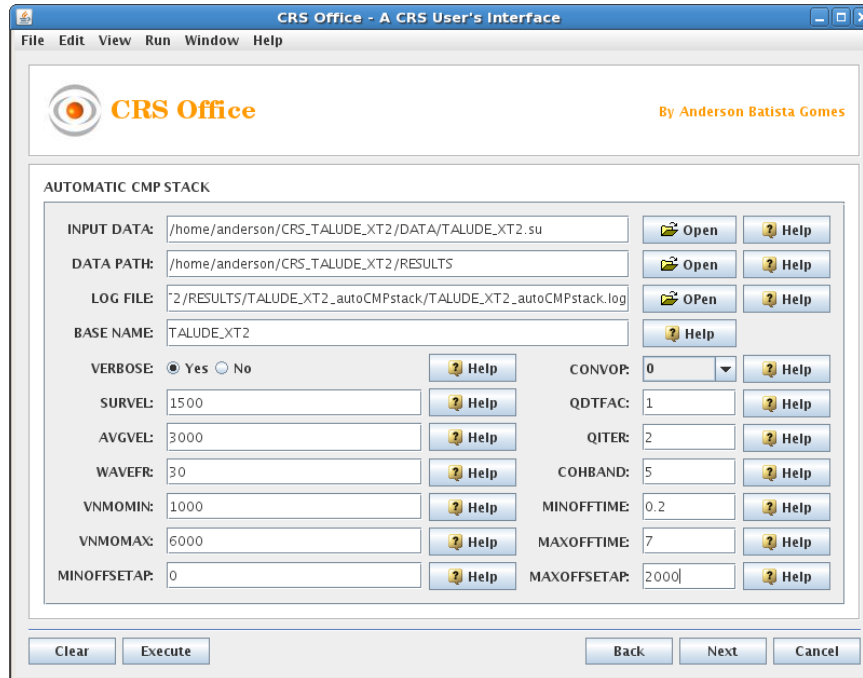 CRS Office - A CRS User's Interface
File Edit View Run Window Help
CRS Office
By Anderson Batista Gomes
AUTOMATIC CMP STACK
INPUT DATA: /home/anderson/CRS_TALUDE_XT2/DATA/TALUDE_XT2.su Open Help
DATA PATH: /home/anderson/CRS_TALUDE_XT2/RESULTS Open Help
LOG FILE: 2/RESULTS/TALUDE_XT2_autoCMPstack/TALUDE_XT2_autoCMPstack.log OPen Help
BASE NAME: TALUDE_XT2 Help
VERBOSE: Yes No Help CONVOP: 0 Help
SURVEL: 1500 Help QDTFAC: 1 Help
AVGVEL: 3000 Help QITER: 2 Help
WAVEFR: 30 Help COHBAND: 5 Help
VNMOMIN: 1000 Help MINOFFTIME: 0.2 Help
VNMOMAX: 6000 Help MAXOFFTIME: 7 Help
MINOFFSETAP: 0 Help MAXOFFSETAP: 2000 Help
Clear Execute Back Next Cancel